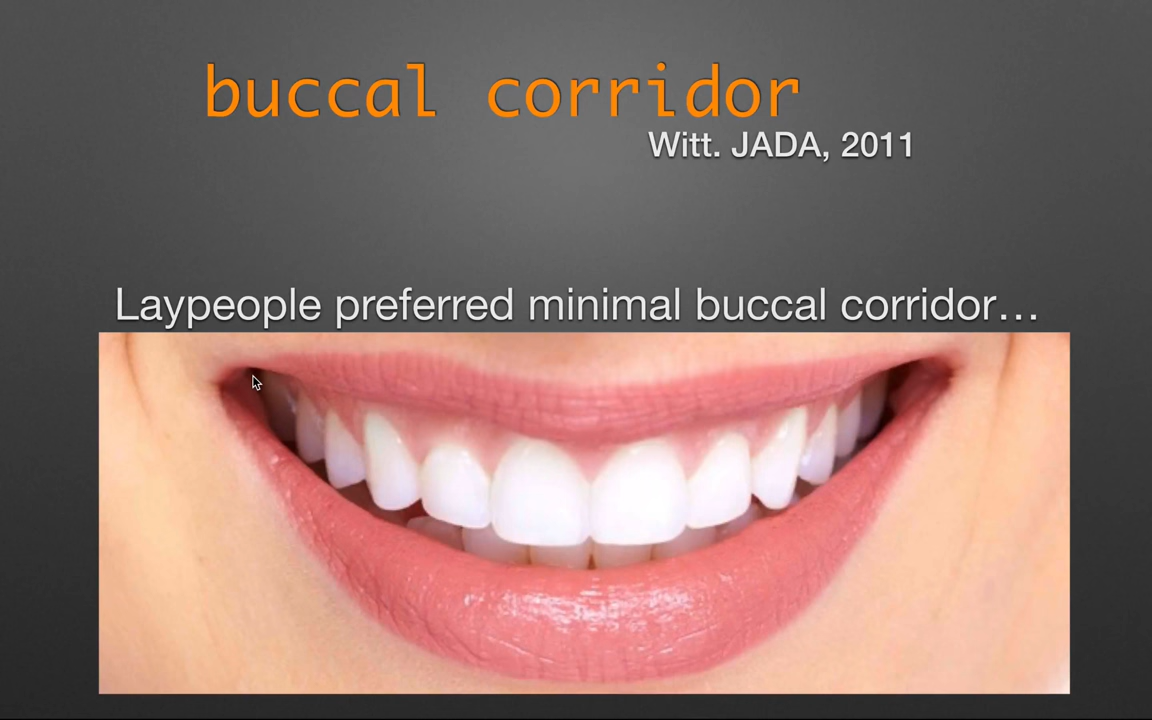 buccal corridor
Witt. JADA, 2011
Laypeople preferred minimal buccal corridor…